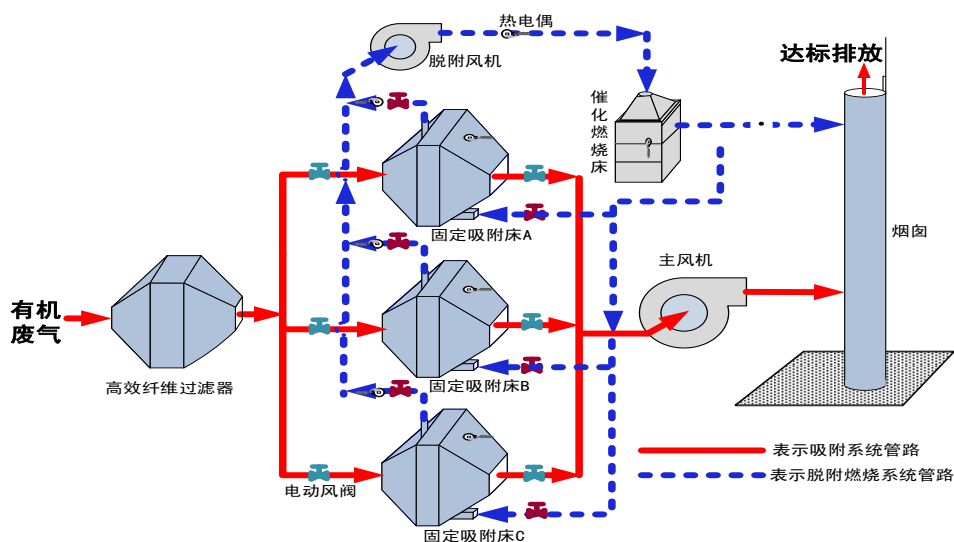 热电偶
脱附风机
达标排放
催化燃烧床
固定吸附床A
烟囱
主风机
有机
废气
高效纤维过滤器
固定吸附床B
表示吸附系统管路
表示脱附燃烧系统管路
电动风阀
固定吸附床C